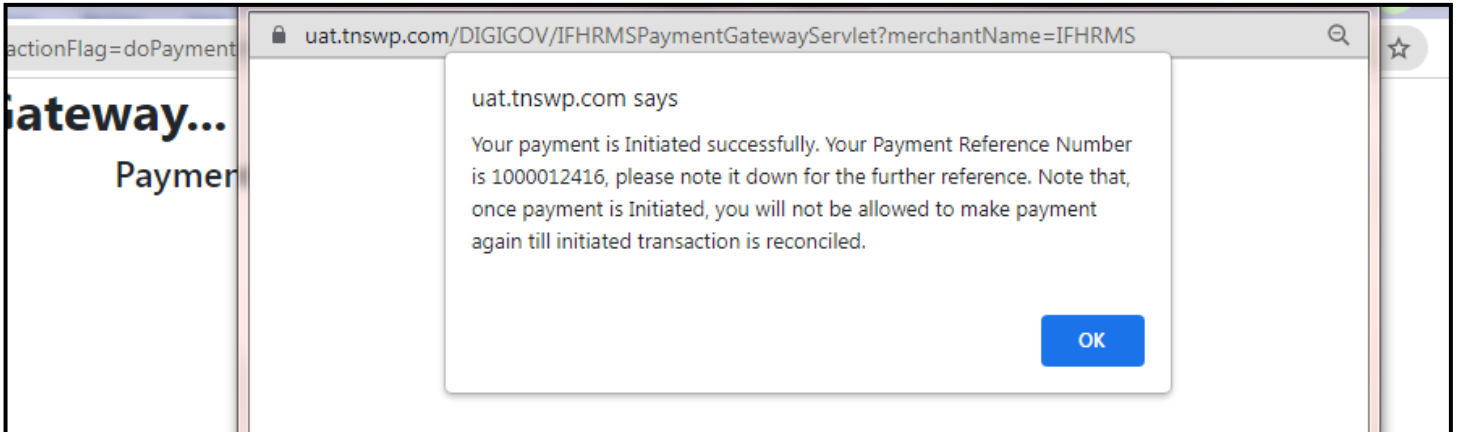 actionFlag=doPayment
uat.tnswp.com/DIGIGOV/IFHRMSPaymentGatewayServlet?merchantName=IFHRMS
ateway...
uat.tnswp.com says
Your payment is Initiated successfully. Your Payment Reference Number
is 1000012416, please note it down for the further reference. Note that,
once payment is Initiated, you will not be allowed to make payment
again till initiated transaction is reconciled.
Paymen
OK